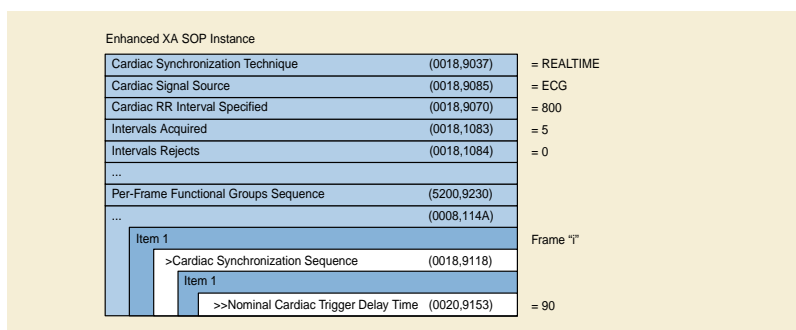 Enhanced XA SOP Instance
Cardiac Synchronization Technique (0018,9037) = REALTIME
Cardiac Signal Source (0018,9085) = ECG
Cardiac RR Interval Specified (0018,9070) = 800
Intervals Acquired (0018,1083) = 5
Intervals Rejects (0018,1084) = 0
...
Per-Frame Functional Groups Sequence (5200,9230)
... (0008,114A)
Item 1 Frame “i”
>Cardiac Synchronization Sequence (0018,9118)
Item 1
>>Nominal Cardiac Trigger Delay Time (0020,9153) = 90